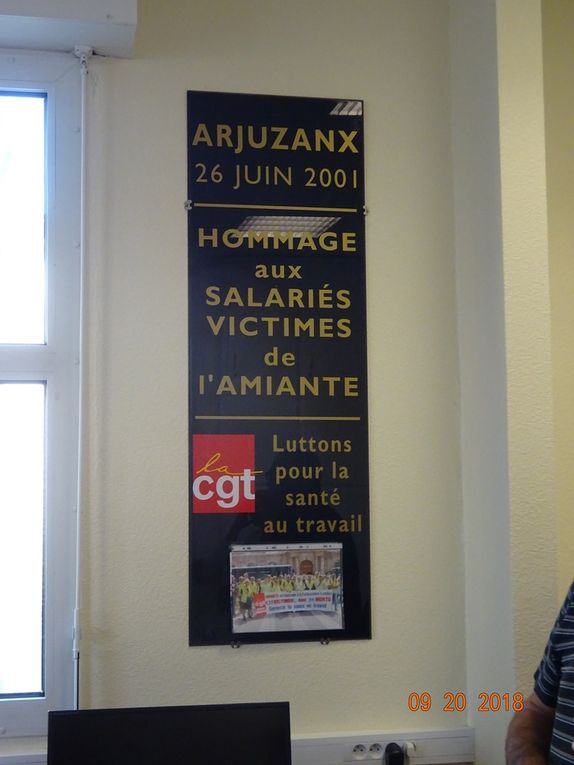 ARJUZANX
26 JUIN 2001
HOMMAGE
aux
SALARIÉS
VICTIMES
de
l'AMIANTE
la
cgt
Luttons
pour la
santé
au travail
09 20 2018